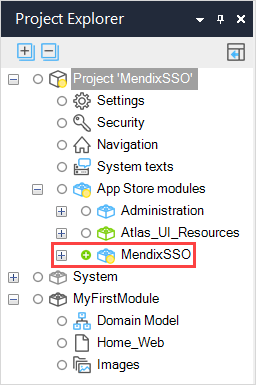 Project Explorer
Project 'MendixSSO'
Settings
Security
Navigation
System texts
App Store modules
Administration
Atlas_UI_Resources
MendixSSO
System
MyFirstModule
Domain Model
Home_Web
Images